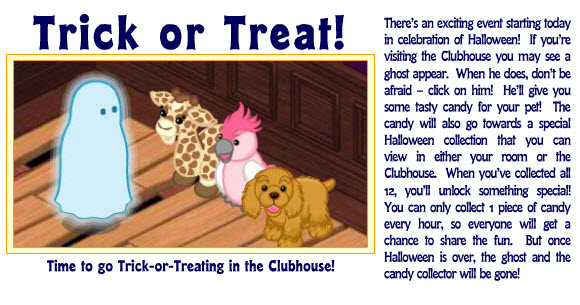 Trick or Treat!
Time to go Trick-or-Treating in the Clubhouse!
There's an exciting event starting today
in celebration of Halloween! If you're
visiting the Clubhouse you may see a
ghost appear. When he does, don't be
afraid – click on him! He'll give you
some tasty candy for your pet! The
candy will also go towards a special
Halloween collection that you can
view in either your room or the
Clubhouse. When you've collected all
12, you'll unlock something special!
You can only collect 1 piece of candy
every hour, so everyone will get a
chance to share the fun. But once
Halloween is over, the ghost and the
candy collector will be gone!